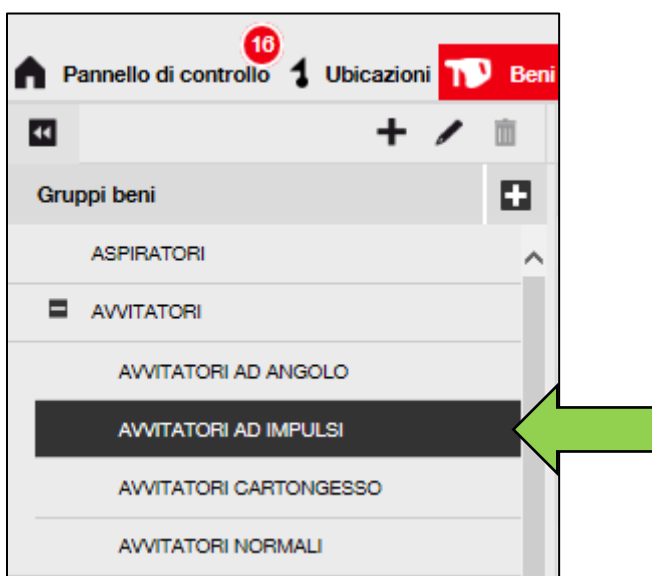 16
Pannello di controllo Ubicazioni Beni
Gruppi beni
ASPIRATORI
AVVITATORI
AVVITATORI AD ANGOLO
AVVITATORI AD IMPULSI
AVVITATORI CARTONGESSO
AVVITATORI NORMALI